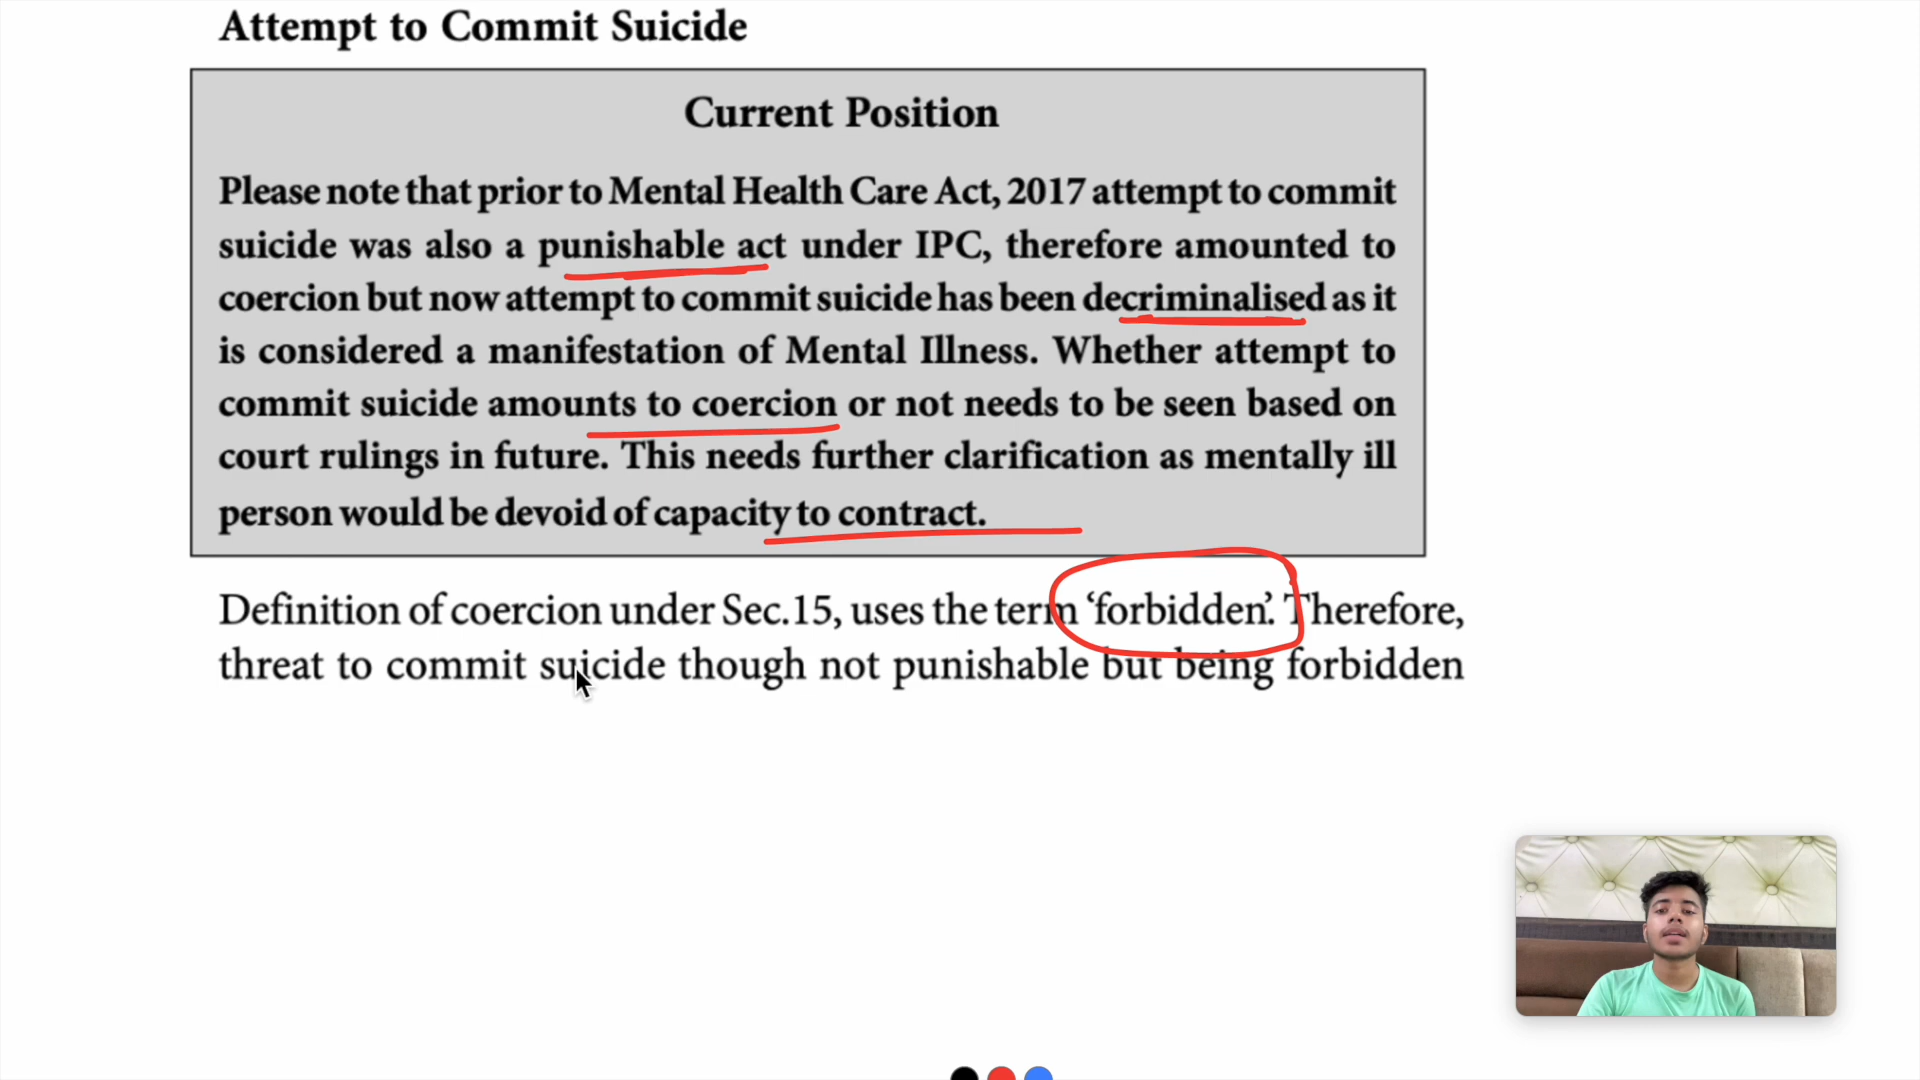 Attempt to Commit Suicide
Current Position
Please note that prior to Mental Health Care Act, 2017 attempt to commit
suicide was also a punishable act under IPC, therefore amounted to
coercion but now attempt to commit suicide has been decriminalised as it
is considered a manifestation of Mental Illness. Whether attempt to
commit suicide amounts to coercion or not needs to be seen based on
court rulings in future. This needs further clarification as mentally ill
person would be devoid of capacity to contract.
Definition of coercion under Sec.15, uses the term ‘forbidden’. Therefore,
threat to commit suicide though not punishable but being forbidden